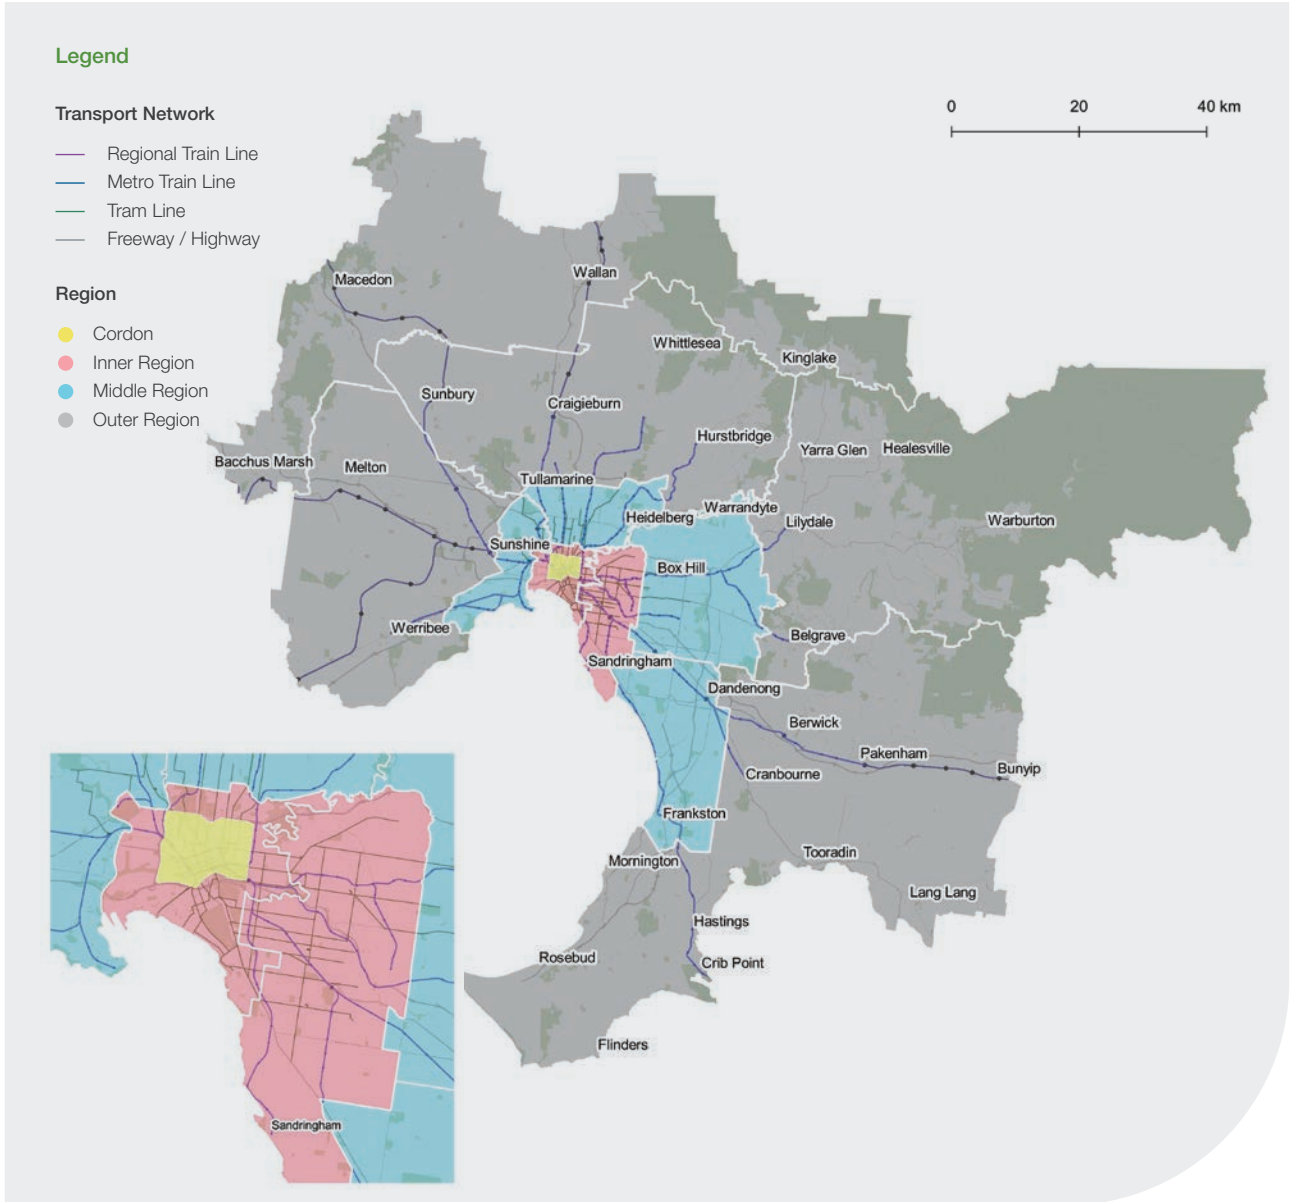 Legend
Transport Network
Regional Train Line
Metro Train Line
Tram Line
Freeway / Highway
Region
Cordon
Inner Region
Middle Region
Outer Region
0 20 40 km
Macedon
Wallan
Whittlesea
Kinglake
Sunbury
Craigieburn
Hurstbridge
Yarra Glen
Healesville
Bacchus Marsh
Melton
Tullamarine
Warrandyte
Heidelberg
Lilydale
Warburton
Sunshine
Box Hill
Werribee
Belgrave
Sandringham
Dandenong
Berwick
Pakenham
Bunyip
Cranbourne
Frankston
Mornington
Tooradin
Lang Lang
Hastings
Rosebud
Crib Point
Flinders
Sandringham